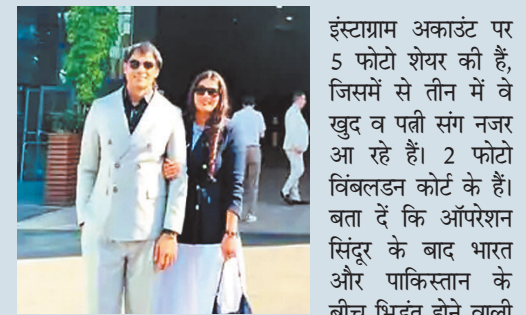 इंस्टाग्राम अकाउंट पर
5 फोटो शेयर की हैं,
जिसमें से तीन में वे
खुद व पत्नी संग नजर
आ रहे हैं। 2 फोटो
विंबलडन कोर्ट के हैं।
बता दें कि ऑपरेशन
सिंदूर के बाद भारत
और पाकिस्तान के
बीच भिड़ंत होने वाली